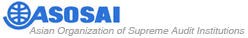 ASOSAI
Asian Organization of Supreme Audit Institutions